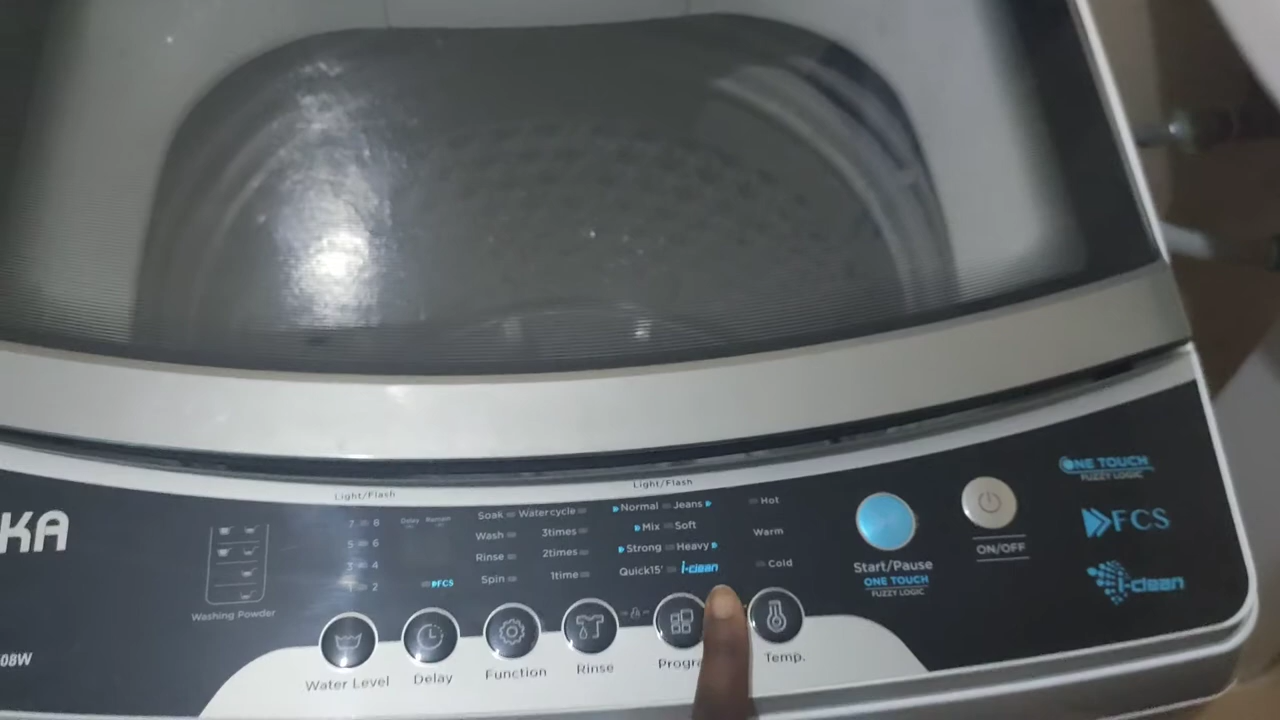 KA
08W
Washing Powder
Light/Flash
7 8
5 6
3 4
1 2
Delay Remain
FCS
Soak Watercycle
Wash 3times
Rinse 2times
Spin 1time
Light/Flash
Normal Jeans
Mix Soft
Strong Heavy
Quick15' i-clean
Hot
Warm
Cold
Water Level
Delay
Function
Rinse
Progra
Temp.
Start/Pause
ONE TOUCH
FUZZY LOGIC
ON/OFF
ONE TOUCH
FUZZY LOGIC
FCS
i-clean